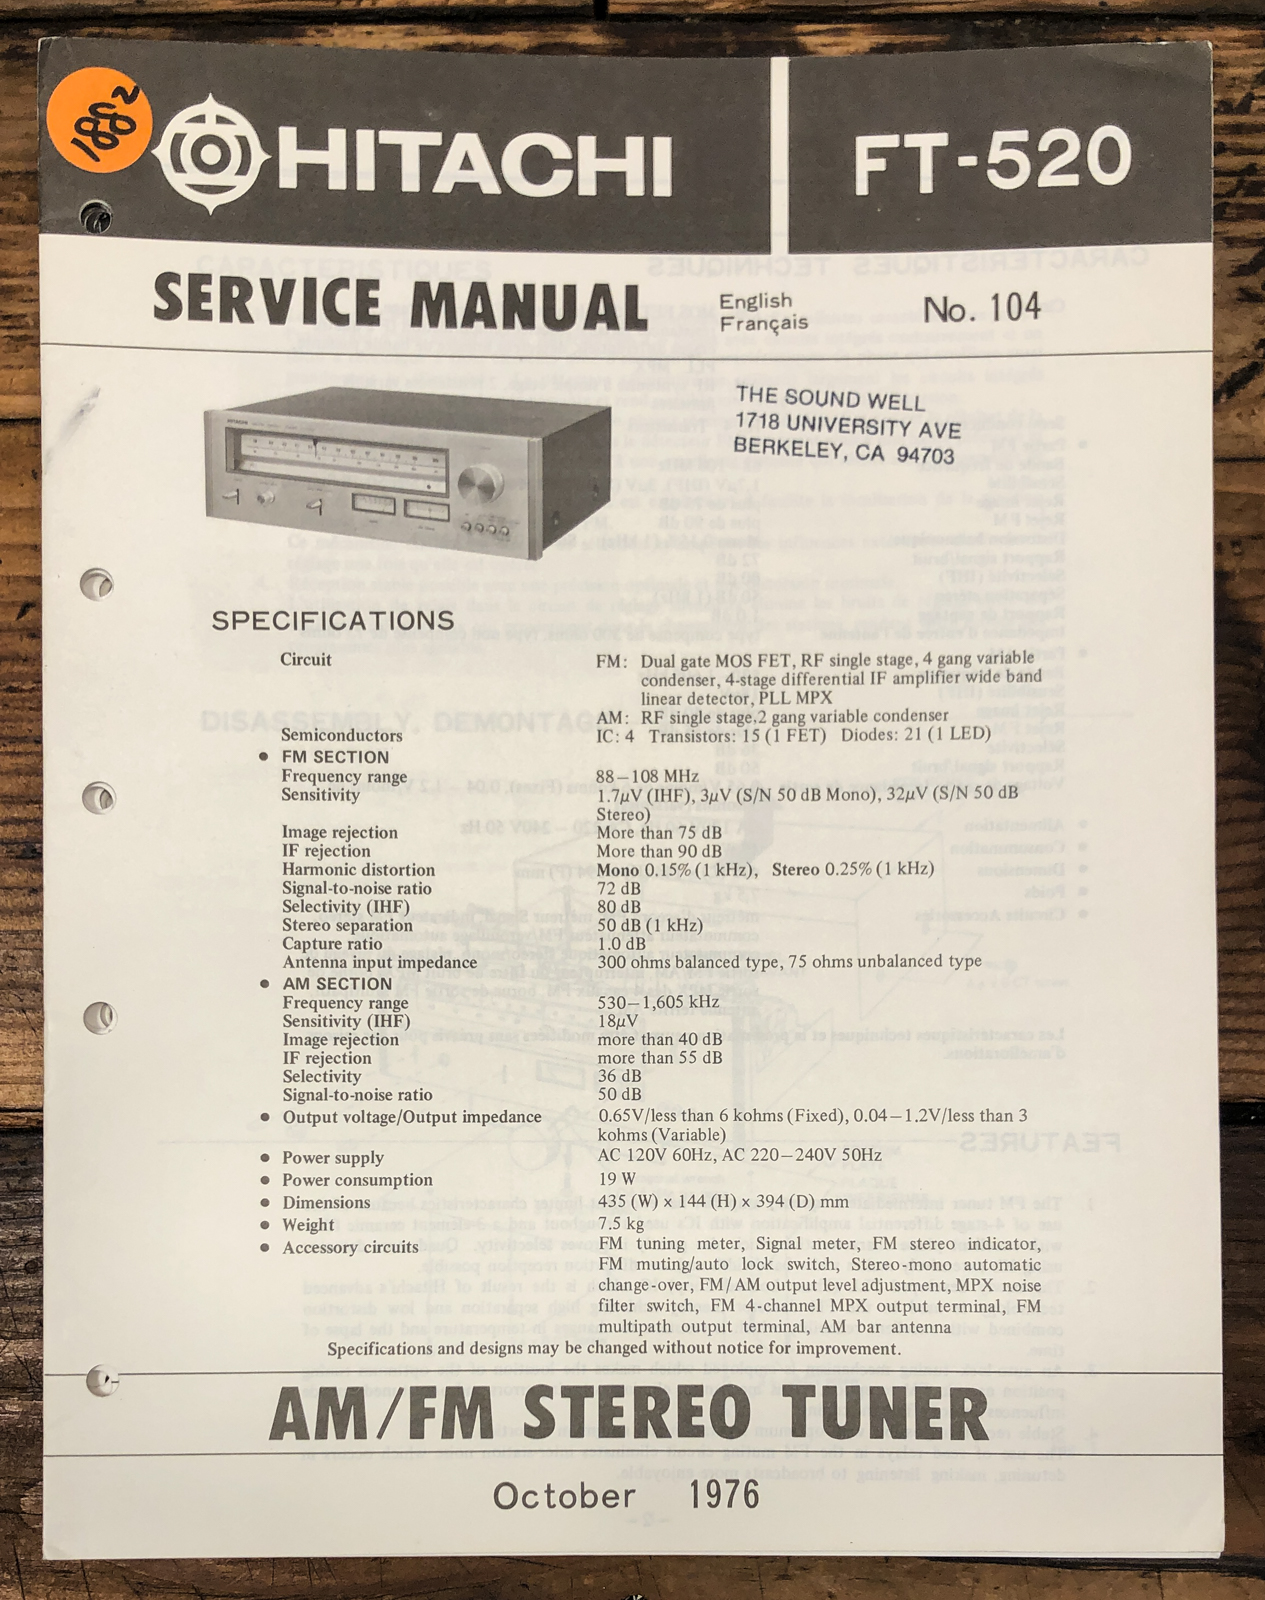 188²
HITACHI
FT-520
SERVICE MANUAL
English
Français
No. 104
THE SOUND WELL
1718 UNIVERSITY AVE
BERKELEY, CA 94703
HITACHI
SPECIFICATIONS
Circuit FM: Dual gate MOS FET, RF single stage, 4 gang variable
condenser, 4-stage differential IF amplifier wide band
linear detector, PLL MPX
AM: RF single stage, 2 gang variable condenser
Semiconductors IC: 4 Transistors: 15 (1 FET) Diodes: 21 (1 LED)
● FM SECTION
Frequency range 88–108 MHz
Sensitivity 1.7μV (IHF), 3μV (S/N 50 dB Mono), 32μV (S/N 50 dB
Stereo)
Image rejection More than 75 dB
IF rejection More than 90 dB
Harmonic distortion Mono 0.15% (1 kHz), Stereo 0.25% (1 kHz)
Signal-to-noise ratio 72 dB
Selectivity (IHF) 80 dB
Stereo separation 50 dB (1 kHz)
Capture ratio 1.0 dB
Antenna input impedance 300 ohms balanced type, 75 ohms unbalanced type
● AM SECTION
Frequency range 530–1,605 kHz
Sensitivity (IHF) 18μV
Image rejection more than 40 dB
IF rejection more than 55 dB
Selectivity 36 dB
Signal-to-noise ratio 50 dB
● Output voltage/Output impedance 0.65V/less than 6 kohms (Fixed), 0.04–1.2V/less than 3
kohms (Variable)
● Power supply AC 120V 60Hz, AC 220–240V 50Hz
● Power consumption 19 W
● Dimensions 435 (W) x 144 (H) x 394 (D) mm
● Weight 7.5 kg
● Accessory circuits FM tuning meter, Signal meter, FM stereo indicator,
FM muting/auto lock switch, Stereo-mono automatic
change-over, FM/AM output level adjustment, MPX noise
filter switch, FM 4-channel MPX output terminal, FM
multipath output terminal, AM bar antenna
Specifications and designs may be changed without notice for improvement.
AM/FM STEREO TUNER
October 1976